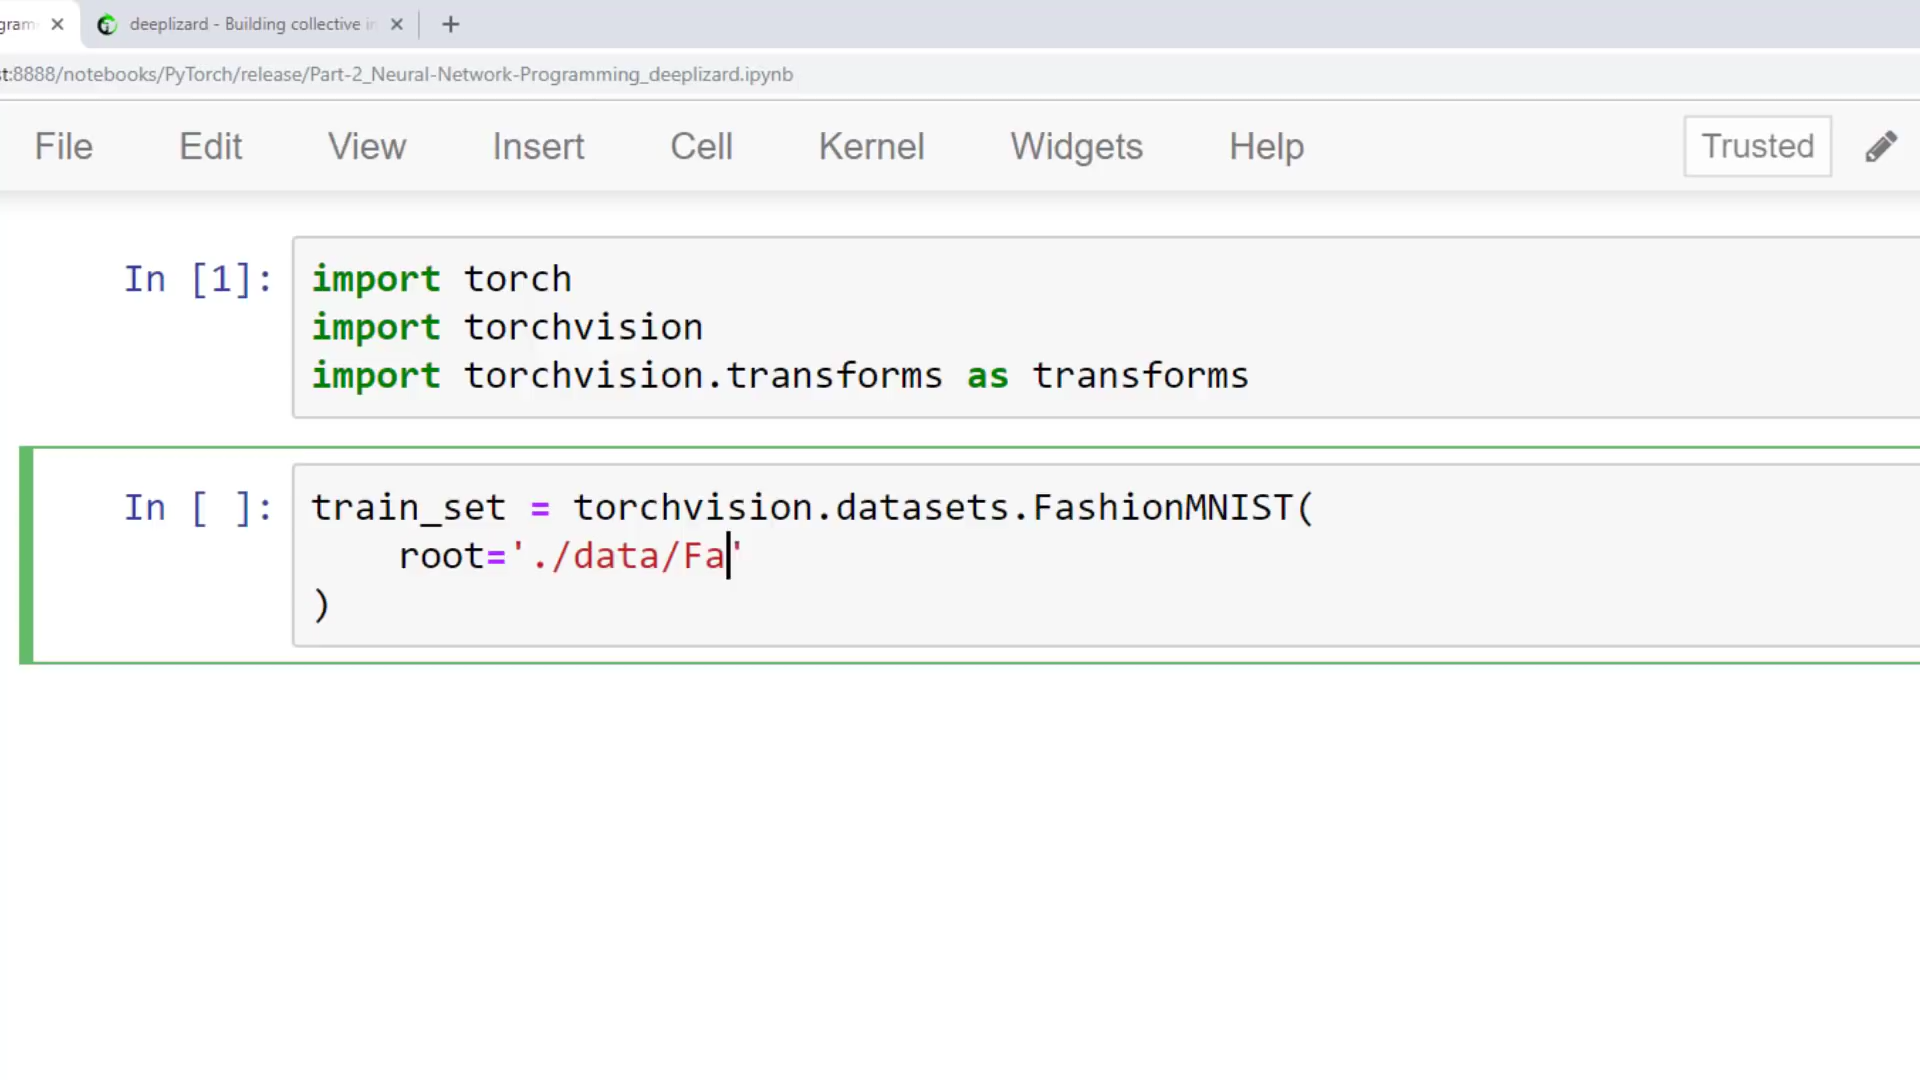 gram
deeplizard - Building collective in
t:8888/notebooks/PyTorch/release/Part-2_Neural-Network-Programming_deeplizard.ipynb
File Edit View Insert Cell Kernel Widgets Help Trusted
In [1]:
import torch
import torchvision
import torchvision.transforms as transforms
In [ ]:
train_set = torchvision.datasets.FashionMNIST(
    root='./data/Fa'
)